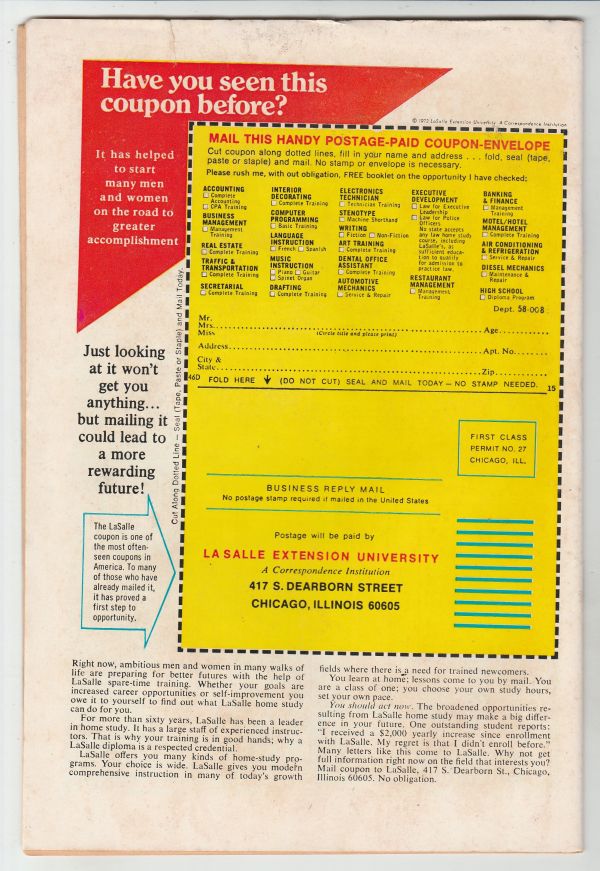 Have you seen this
coupon before?
© 1972 LaSalle Extension University A Correspondence Institution
It has helped
to start
many men
and women
on the road to
greater
accomplishment
MAIL THIS HANDY POSTAGE-PAID COUPON-ENVELOPE
Cut coupon along dotted lines, fill in your name and address . . . fold, seal (tape,
paste or staple) and mail. No stamp or envelope is necessary.
Please rush me, with out obligation, FREE booklet on the opportunity I have checked:
ACCOUNTING
Complete
Accounting
CPA Training
BUSINESS
MANAGEMENT
Management
Training
REAL ESTATE
Complete Training
TRAFFIC &
TRANSPORTATION
Complete Training
SECRETARIAL
Complete Training
INTERIOR
DECORATING
Complete Training
COMPUTER
PROGRAMMING
Basic Training
LANGUAGE
INSTRUCTION
French Spanish
MUSIC
INSTRUCTION
Piano Guitar
Spinet Organ
DRAFTING
Complete Training
ELECTRONICS
TECHNICIAN
Technician Training
STENOTYPE
Machine Shorthand
WRITING
Fiction Non-Fiction
ART TRAINING
Complete Training
DENTAL OFFICE
ASSISTANT
Complete Training
AUTOMOTIVE
MECHANICS
Service & Repair
EXECUTIVE
DEVELOPMENT
Law for Executive
Leadership
Law for Police
Officers
No state accepts
any law home study
course, including
LaSalle's, as
sufficient educa-
tion to qualify
for admission to
practice law.
RESTAURANT
MANAGEMENT
Management
Training
BANKING
& FINANCE
Management
Training
MOTEL/HOTEL
MANAGEMENT
Complete Training
AIR CONDITIONING
& REFRIGERATION
Service & Repair
DIESEL MECHANICS
Maintenance &
Repair
HIGH SCHOOL
Diploma Program
Dept. 58-008
Mr.
Mrs. Age
Miss (Circle title and please print)
Address Apt. No.
City &
State Zip
46D FOLD HERE (DO NOT CUT) SEAL AND MAIL TODAY — NO STAMP NEEDED. 15
Cut Along Dotted Line — Seal (Tape, Paste or Staple) and Mail Today.
Just looking
at it won't
get you
anything...
but mailing it
could lead to
a more
rewarding
future!
The LaSalle
coupon is one of
the most often-
seen coupons in
America. To many
of those who have
already mailed it,
it has proved a
first step to
opportunity.
FIRST CLASS
PERMIT NO. 27
CHICAGO, ILL.
BUSINESS REPLY MAIL
No postage stamp required if mailed in the United States
Postage will be paid by
LA SALLE EXTENSION UNIVERSITY
A Correspondence Institution
417 S. DEARBORN STREET
CHICAGO, ILLINOIS 60605
Right now, ambitious men and women in many walks of
life are preparing for better futures with the help of
LaSalle spare-time training. Whether your goals are
increased career opportunites or self-improvement you
owe it to yourself to find out what LaSalle home study
can do for you.
For more than sixty years, LaSalle has been a leader
in home study. It has a large staff of experienced instruc-
tors. That is why your training is in good hands; why a
LaSalle diploma is a respected credential.
LaSalle offers you many kinds of home-study pro-
grams. Your choice is wide. LaSalle gives you modern
comprehensive instruction in many of today's growth
fields where there is a need for trained newcomers.
You learn at home; lessons come to you by mail. You
are a class of one; you choose your own study hours,
set your own pace.
You should act now. The broadened opportunities re-
sulting from LaSalle home study may make a big differ-
ence in your future. One outstanding student reports:
"I received a $2,000 yearly increase since enrollment
with LaSalle. My regret is that I didn't enroll before."
Many letters like this come to LaSalle. Why not get
full information right now on the field that interests you?
Mail coupon to LaSalle, 417 S. Dearborn St., Chicago,
Illinois 60605. No obligation.